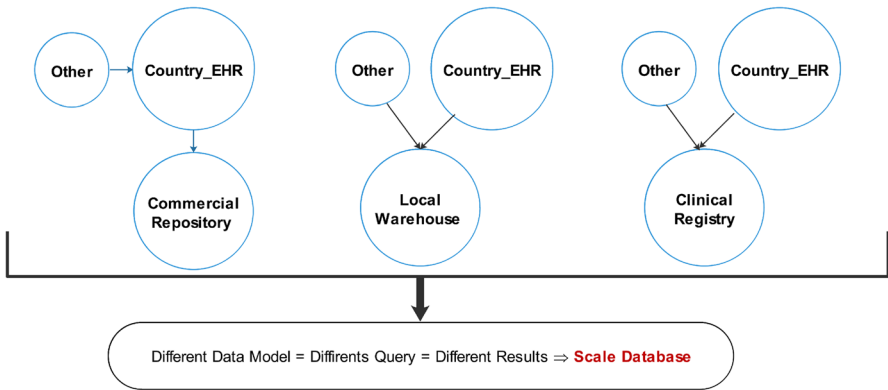 Other
Country_EHR
Other
Country_EHR
Other
Country_EHR
Commercial
Repository
Local
Warehouse
Clinical
Registry
Different Data Model = Diffirents Query = Different Results ⇒ Scale Database